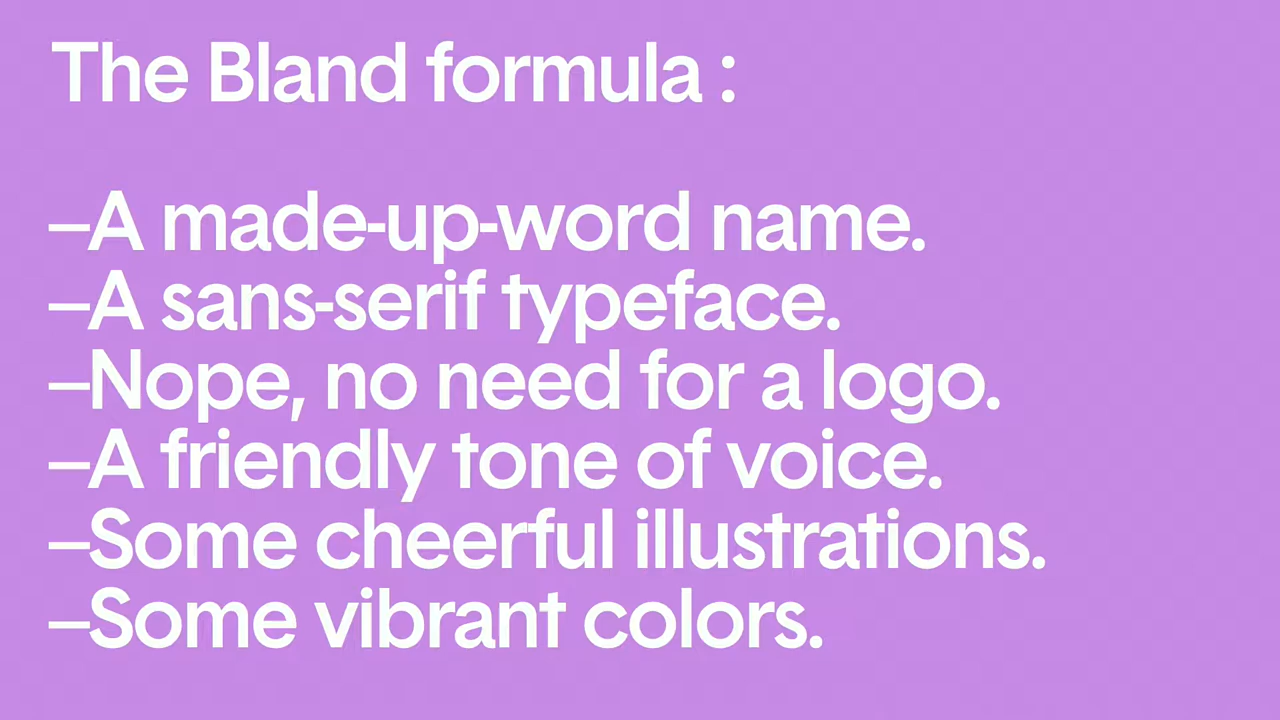 The Bland formula :
–A made-up-word name.
–A sans-serif typeface.
–Nope, no need for a logo.
–A friendly tone of voice.
–Some cheerful illustrations.
–Some vibrant colors.